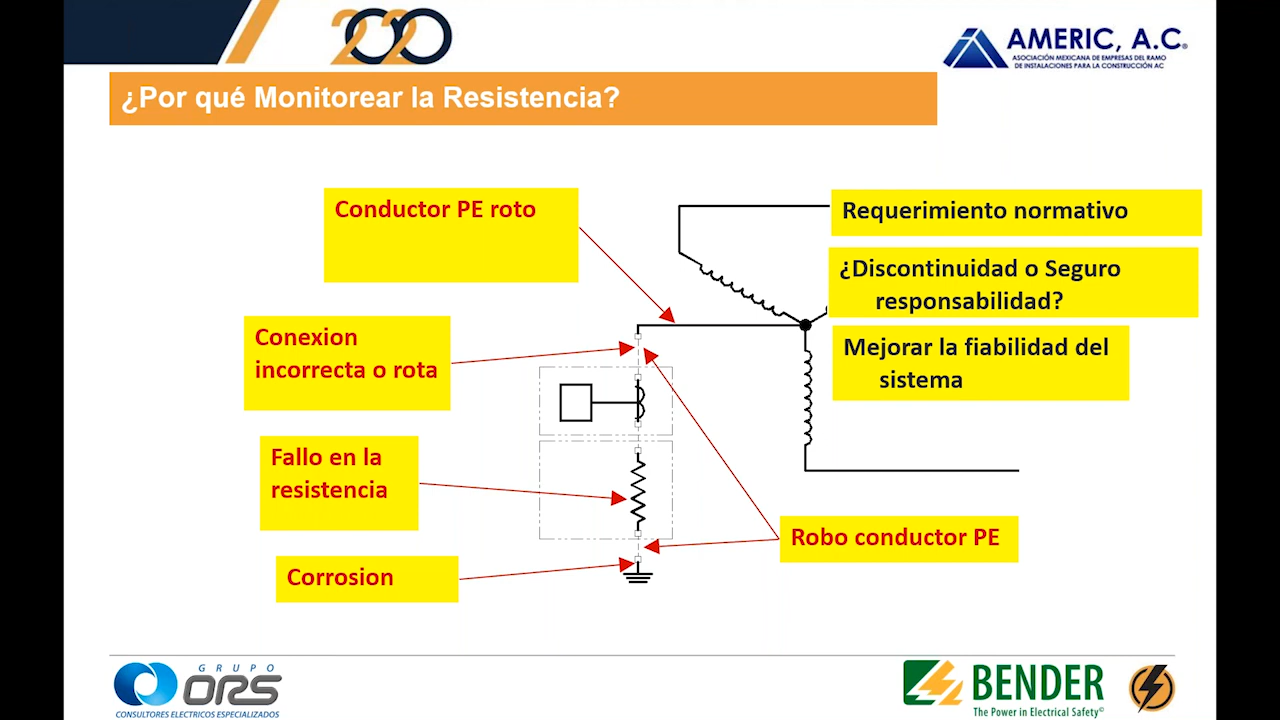 2020
AMERIC, A.C.®
ASOCIACIÓN MEXICANA DE EMPRESAS DEL RAMO
DE INSTALACIONES PARA LA CONSTRUCCIÓN AC
¿Por qué Monitorear la Resistencia?
Conductor PE roto
Requerimiento normativo
¿Discontinuidad o Seguro
responsabilidad?
Conexion
incorrecta o rota
Mejorar la fiabilidad del
sistema
Fallo en la
resistencia
Robo conductor PE
Corrosion
GRUPO
ORS
CONSULTORES ELECTRICOS ESPECIALIZADOS
BENDER
The Power in Electrical Safety©